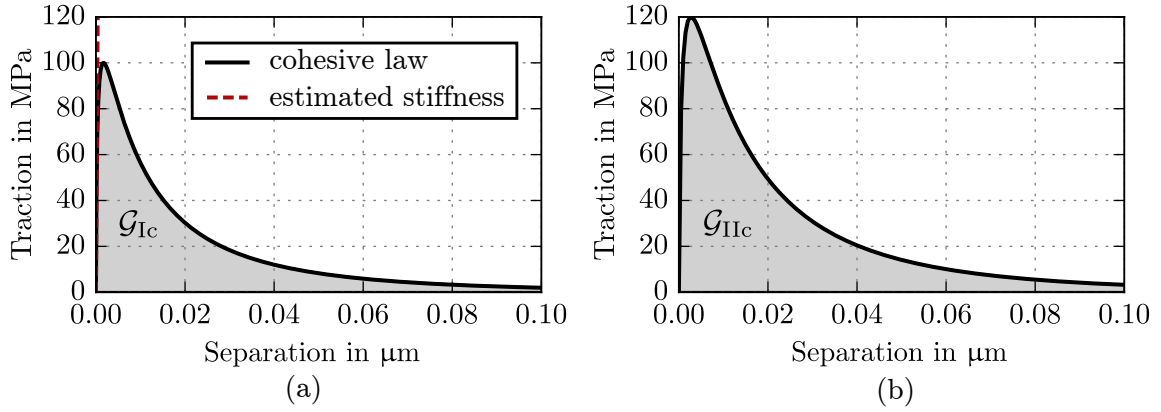 120
100
80
60
40
20
0
Traction in MPa
cohesive law
estimated stiffness
𝒢Ic
0.00 0.02 0.04 0.06 0.08 0.10
Separation in μm
(a)
120
100
80
60
40
20
0
Traction in MPa
𝒢IIc
0.00 0.02 0.04 0.06 0.08 0.10
Separation in μm
(b)